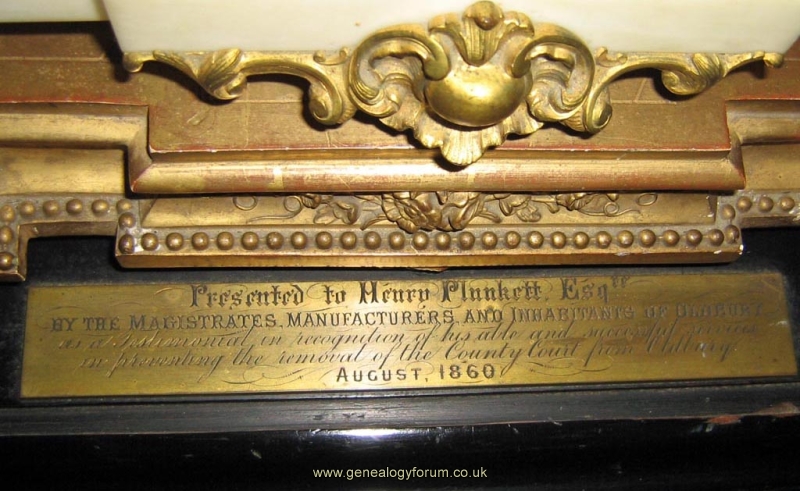 Presented to Henry Plunkett, Esqre
BY THE MAGISTRATES, MANUFACTURERS AND INHABITANTS OF OLDBURY,
as a testimonial in recognition of his able and successful services
in preventing the removal of the County Court from Oldbury.
AUGUST, 1860
www.genealogyforum.co.uk